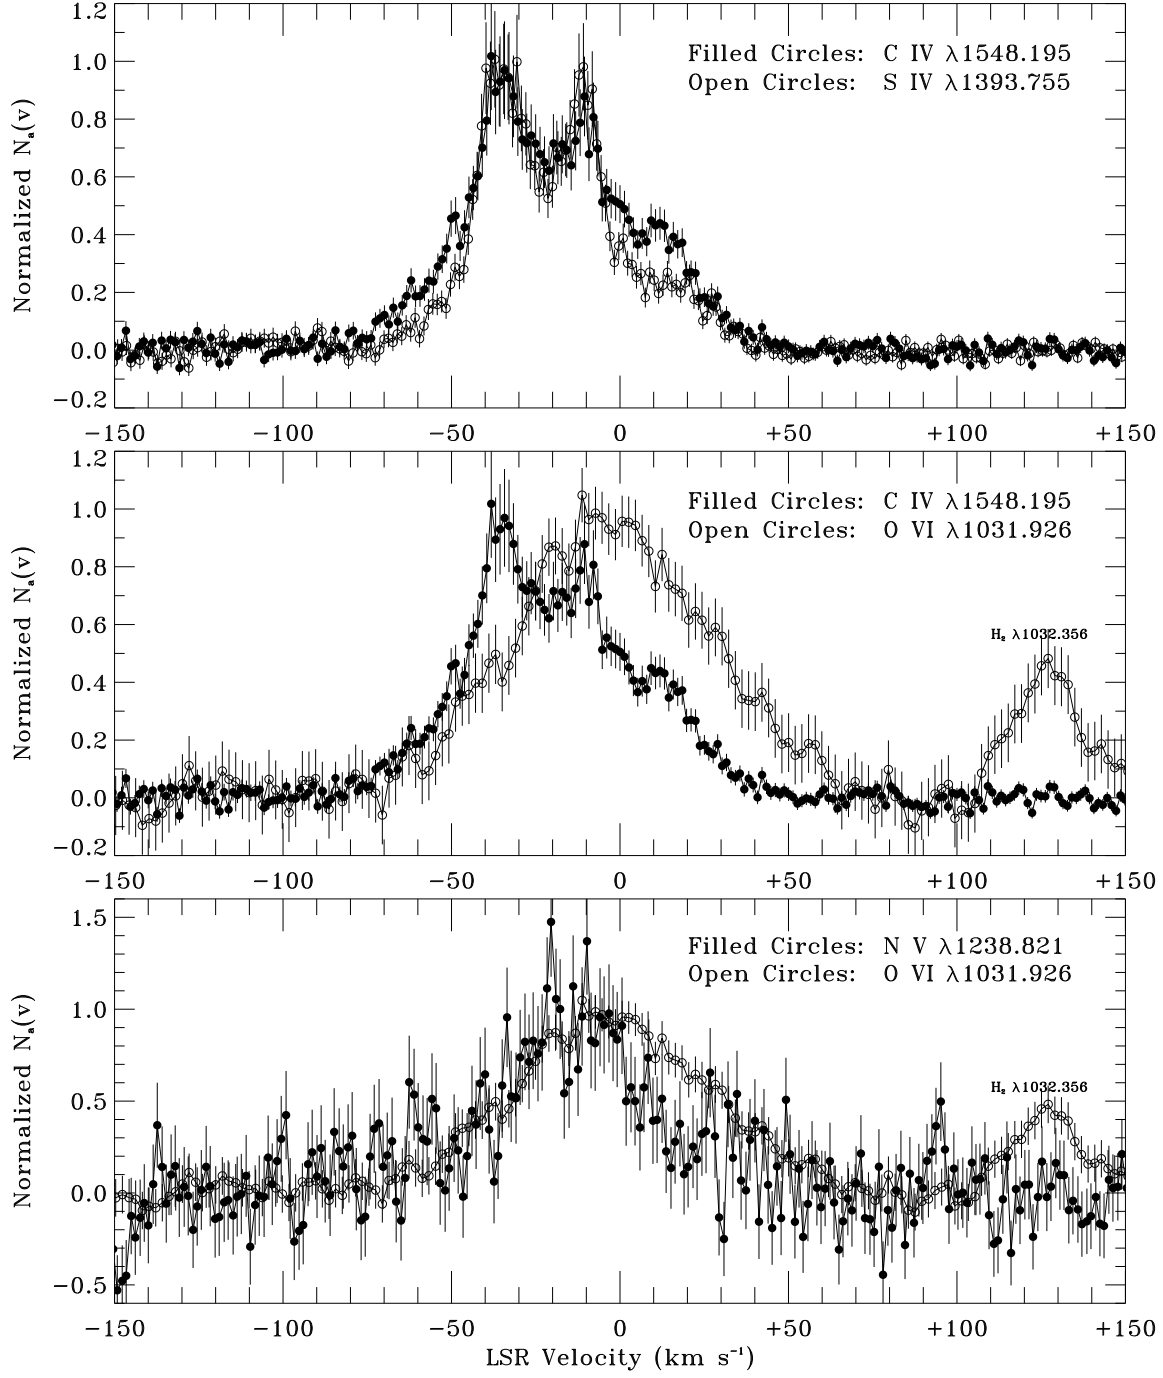 1.2
1.0
0.8
0.6
0.4
0.2
0.0
−0.2
Normalized Nₐ(v)
Filled Circles: C IV λ1548.195
Open Circles: S IV λ1393.755
−150 −100 −50 0 +50 +100 +150
1.2
1.0
0.8
0.6
0.4
0.2
0.0
−0.2
Normalized Nₐ(v)
Filled Circles: C IV λ1548.195
Open Circles: O VI λ1031.926
H₂ λ1032.356
−150 −100 −50 0 +50 +100 +150
1.5
1.0
0.5
0.0
−0.5
Normalized Nₐ(v)
Filled Circles: N V λ1238.821
Open Circles: O VI λ1031.926
H₂ λ1032.356
−150 −100 −50 0 +50 +100 +150
LSR Velocity (km s⁻¹)